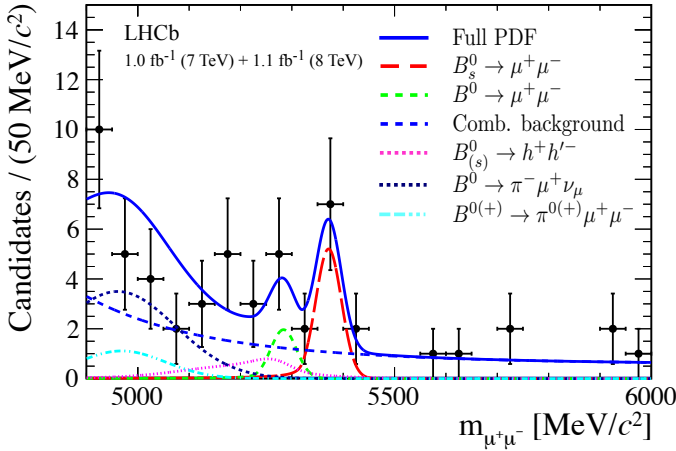 Candidates / (50 MeV/c²)
14
12
10
8
6
4
2
0
LHCb
1.0 fb⁻¹ (7 TeV) + 1.1 fb⁻¹ (8 TeV)
Full PDF
B⁰ₛ → μ⁺μ⁻
B⁰ → μ⁺μ⁻
Comb. background
B⁰₍ₛ₎ → h⁺h′⁻
B⁰ → π⁻μ⁺ν_μ
B⁰⁽⁺⁾ → π⁰⁽⁺⁾μ⁺μ⁻
5000 5500 6000
m_μ⁺μ⁻ [MeV/c²]